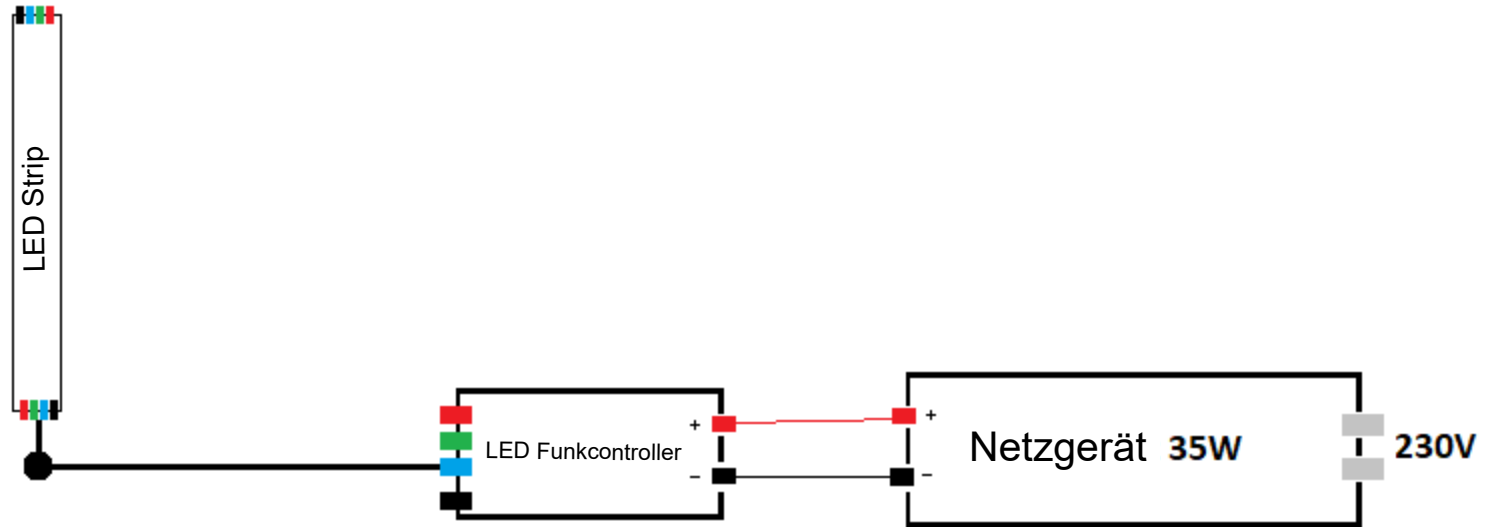 LED Strip
LED Funkcontroller
+
−
+
−
Netzgerät 35W
230V